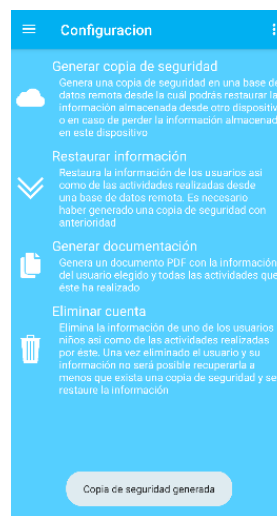 Configuracion
Generar copia de seguridad
Genera una copia de seguridad en una base de
datos remota desde la cuál podrás restaurar la
información almacenada desde otro dispositiv
o en caso de perder la información almacenad
en este dispositivo
Restaurar información
Restaura la información de los usuarios asi
como de las actividades realizadas desde
una base de datos remota. Es necesario
haber generado una copia de seguridad con
anterioridad
Generar documentación
Genera un documento PDF con la información
del usuario elegido y todas las actividades que
éste ha realizado
Eliminar cuenta
Elimina la información de uno de los usuarios
niños asi como de las actividades realizadas
por éste. Una vez eliminado el usuario y su
información no será posible recuperarla a
menos que exista una copia de seguridad y se
restaure la información
Copia de seguridad generada